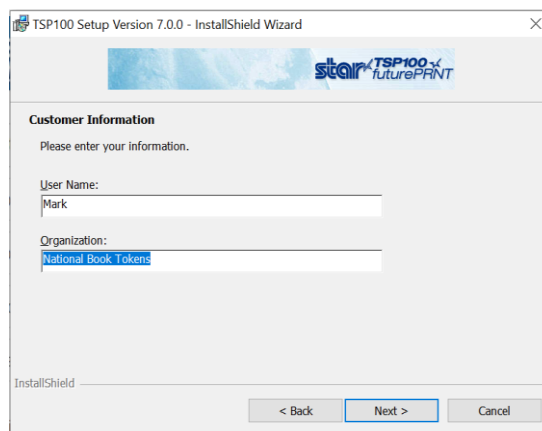 TSP100 Setup Version 7.0.0 - InstallShield Wizard
star TSP100
futurePRNT
Customer Information
Please enter your information.
User Name:
Mark
Organization:
National Book Tokens
InstallShield
< Back Next > Cancel